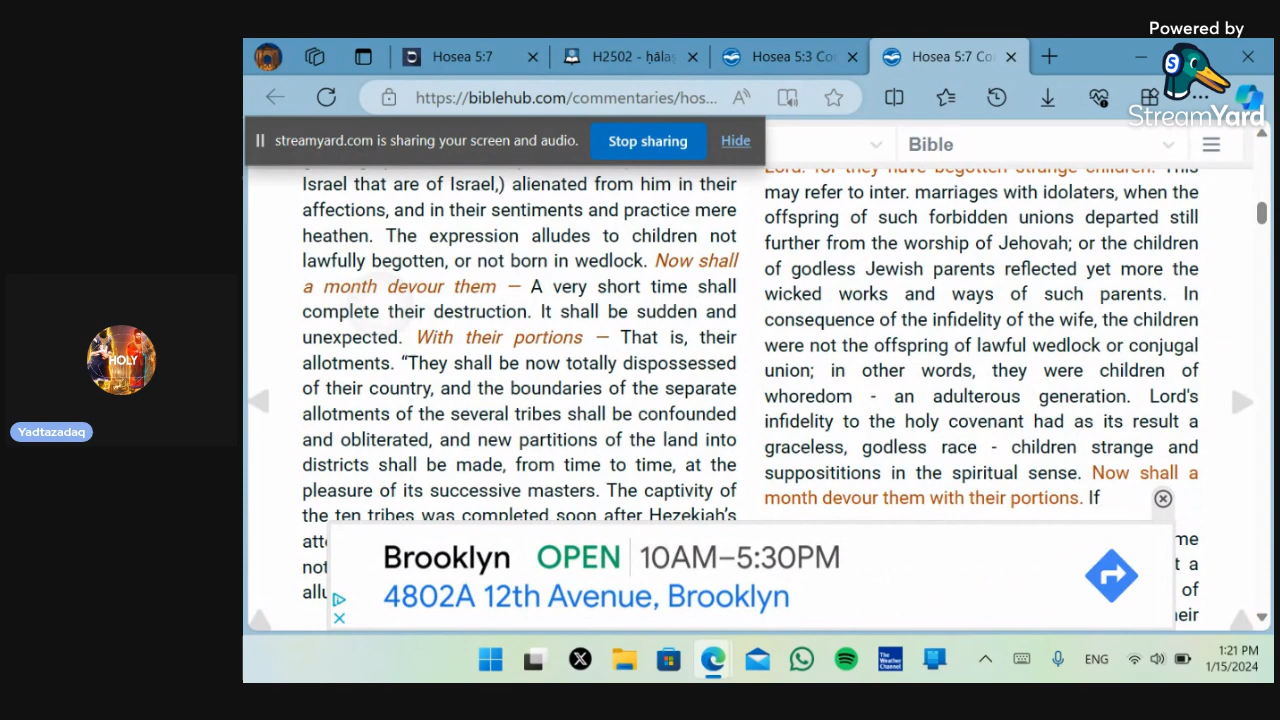 Powered by
StreamYard
Hosea 5:7
H2502 - ḥālaṣ
Hosea 5:3 Co
Hosea 5:7 Co
https://biblehub.com/commentaries/hos...
streamyard.com is sharing your screen and audio.
Stop sharing
Hide
Bible
Israel that are of Israel,) alienated from him in their
affections, and in their sentiments and practice mere
heathen. The expression alludes to children not
lawfully begotten, or not born in wedlock. Now shall
a month devour them — A very short time shall
complete their destruction. It shall be sudden and
unexpected. With their portions — That is, their
allotments. “They shall be now totally dispossessed
of their country, and the boundaries of the separate
allotments of the several tribes shall be confounded
and obliterated, and new partitions of the land into
districts shall be made, from time to time, at the
pleasure of its successive masters. The captivity of
the ten tribes was completed soon after Hezekiah’s
Lord: for they have begotten strange children. This
may refer to inter. marriages with idolaters, when the
offspring of such forbidden unions departed still
further from the worship of Jehovah; or the children
of godless Jewish parents reflected yet more the
wicked works and ways of such parents. In
consequence of the infidelity of the wife, the children
were not the offspring of lawful wedlock or conjugal
union; in other words, they were children of
whoredom - an adulterous generation. Lord's
infidelity to the holy covenant had as its result a
graceless, godless race - children strange and
supposititions in the spiritual sense. Now shall a
month devour them with their portions. If
Brooklyn OPEN 10AM–5:30PM
4802A 12th Avenue, Brooklyn
HOLY
Yadtazadaq
The Weather Channel
ENG
1:21 PM
1/15/2024